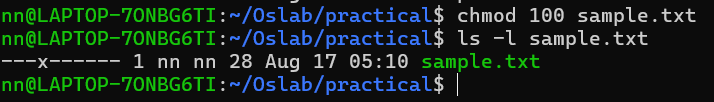 nn@LAPTOP-7ONBG6TI:~/Oslab/practical$ chmod 100 sample.txt
nn@LAPTOP-7ONBG6TI:~/Oslab/practical$ ls -l sample.txt
---x------ 1 nn nn 28 Aug 17 05:10 sample.txt
nn@LAPTOP-7ONBG6TI:~/Oslab/practical$